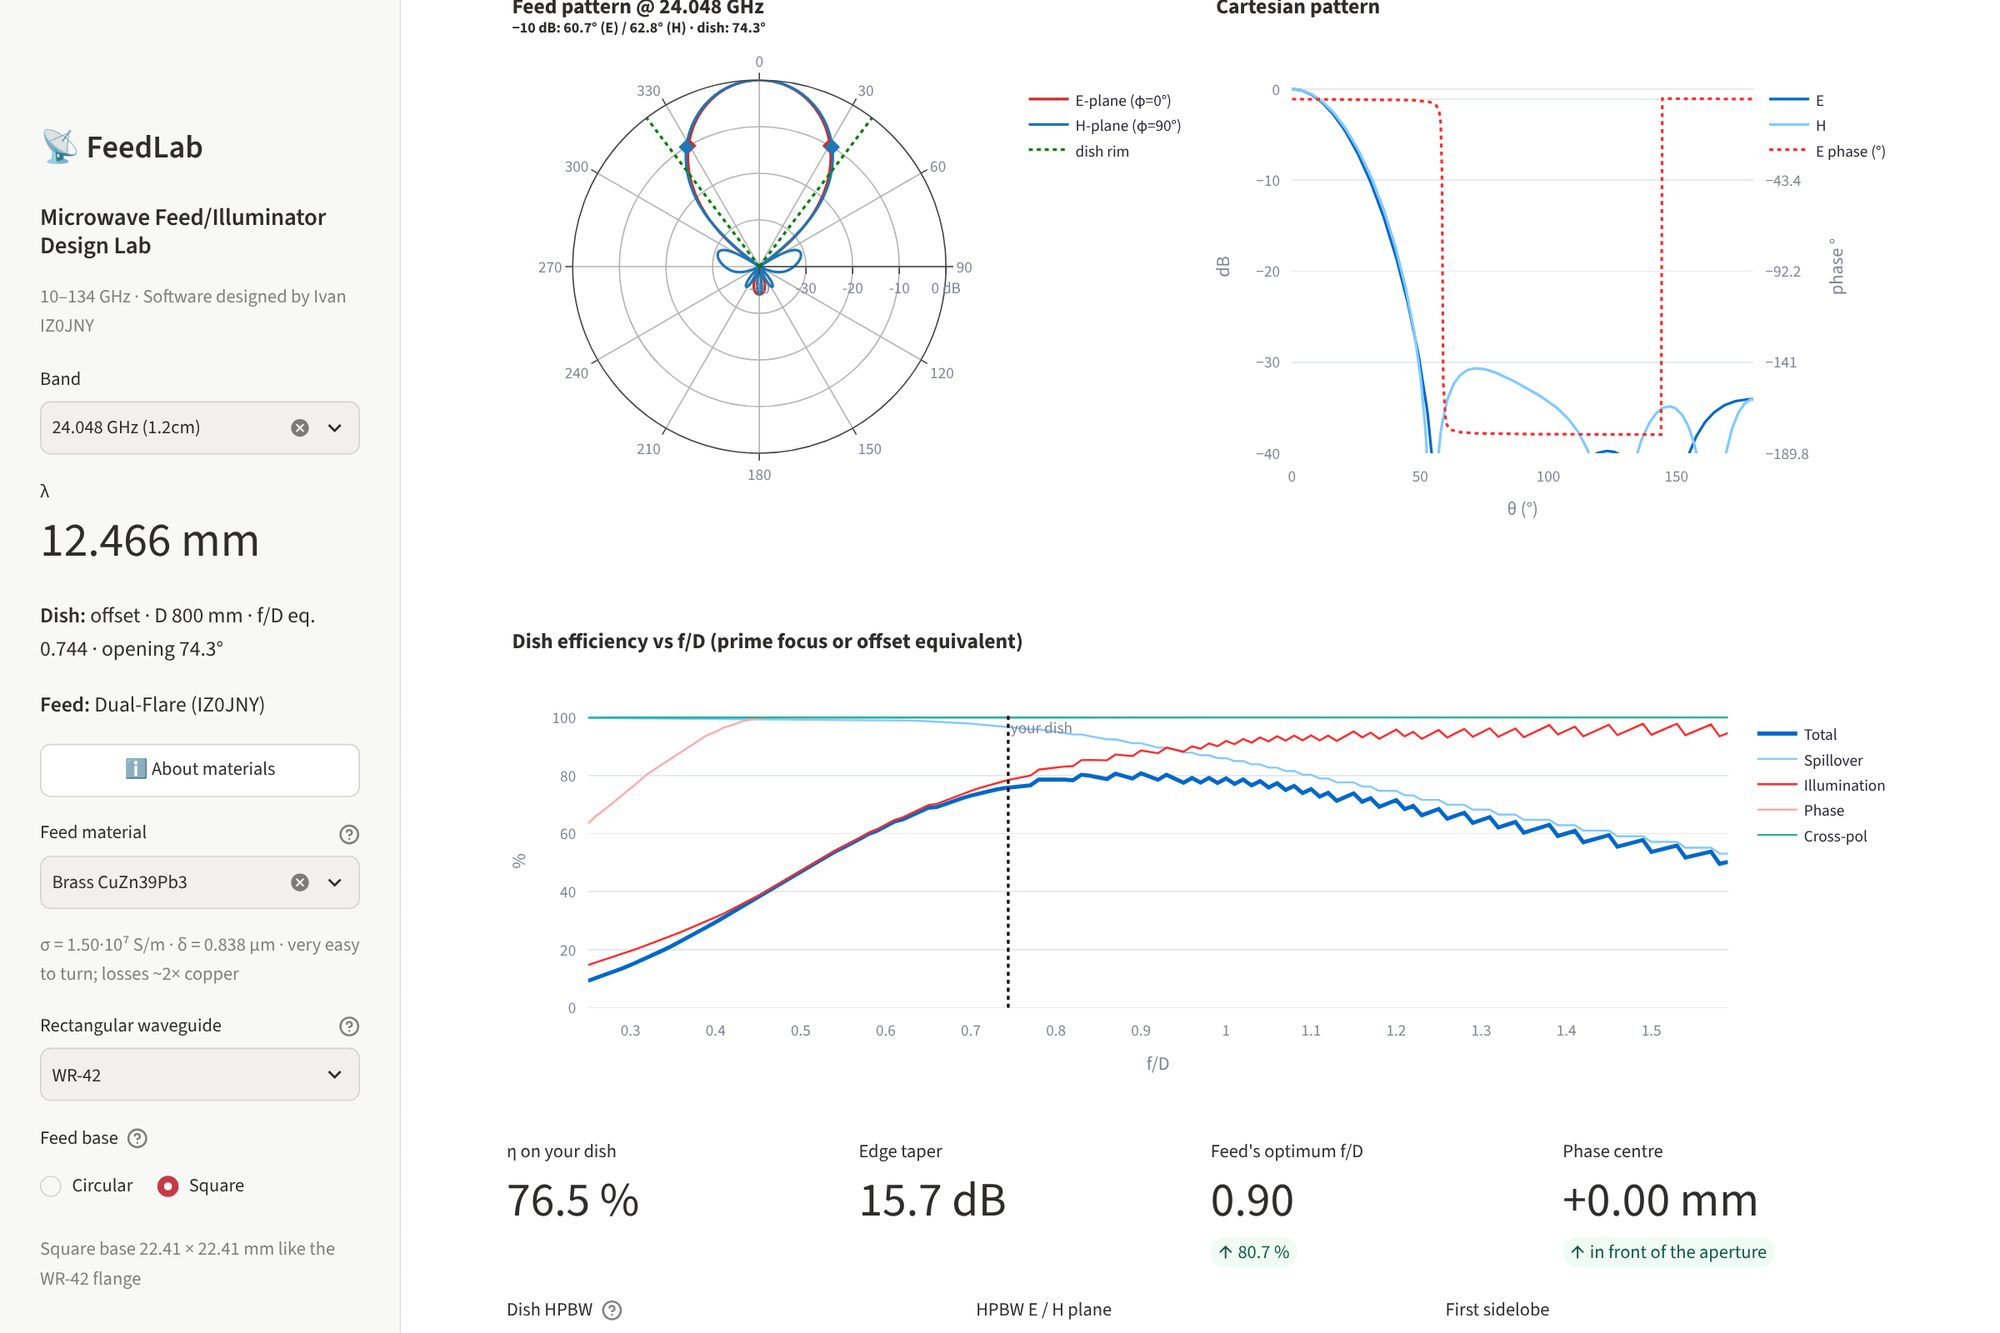 📡 FeedLab
Microwave Feed/Illuminator
Design Lab
10–134 GHz · Software designed by Ivan
IZ0JNY
Band
24.048 GHz (1.2cm)
λ
12.466 mm
Dish: offset · D 800 mm · f/D eq.
0.744 · opening 74.3°
Feed: Dual-Flare (IZ0JNY)
ℹ️ About materials
Feed material
Brass CuZn39Pb3
σ = 1.50·10⁷ S/m · δ = 0.838 µm · very easy
to turn; losses ~2× copper
Rectangular waveguide
WR-42
Feed base
Circular
Square
Square base 22.41 × 22.41 mm like the
WR-42 flange
Feed pattern @ 24.048 GHz
−10 dB: 60.7° (E) / 62.8° (H) · dish: 74.3°
0
30
60
90
120
150
180
210
240
270
300
330
-30
-20
-10
0 dB
E-plane (ϕ=0°)
H-plane (ϕ=90°)
dish rim
Cartesian pattern
0
−10
−20
−30
−40
dB
0
50
100
150
θ (°)
−43.4
−92.2
−141
−189.8
phase °
E
H
E phase (°)
Dish efficiency vs f/D (prime focus or offset equivalent)
100
80
60
40
20
0
%
your dish
0.3
0.4
0.5
0.6
0.7
0.8
0.9
1
1.1
1.2
1.3
1.4
1.5
f/D
Total
Spillover
Illumination
Phase
Cross-pol
η on your dish
76.5 %
Edge taper
15.7 dB
Feed's optimum f/D
0.90
↑ 80.7 %
Phase centre
+0.00 mm
↑ in front of the aperture
Dish HPBW
HPBW E / H plane
First sidelobe